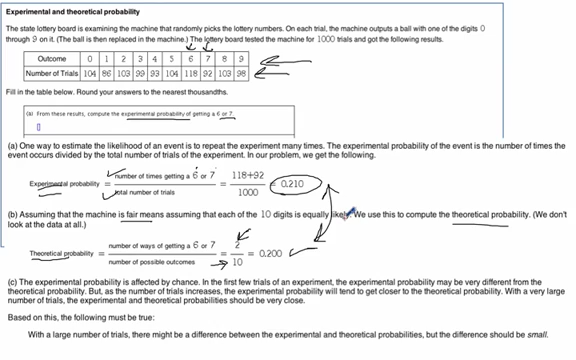 Experimental and theoretical probability
The state lottery board is examining the machine that randomly picks the lottery numbers. On each trial, the machine outputs a ball with one of the digits 0
through 9 on it. (The ball is then replaced in the machine.) The lottery board tested the machine for 1000 trials and got the following results.
Outcome 0 1 2 3 4 5 6 7 8 9
Number of Trials 104 86 103 99 93 104 118 92 103 98
Fill in the table below. Round your answers to the nearest thousandths.
(a) From these results, compute the experimental probability of getting a 6 or 7.
(a) One way to estimate the likelihood of an event is to repeat the experiment many times. The experimental probability of the event is the number of times the
event occurs divided by the total number of trials of the experiment. In our problem, we get the following.
Experimental probability = number of times getting a 6 or 7 / total number of trials = 118+92 / 1000 = 0.210
(b) Assuming that the machine is fair means assuming that each of the 10 digits is equally likely. We use this to compute the theoretical probability. (We don't
look at the data at all.)
Theoretical probability = number of ways of getting a 6 or 7 / number of possible outcomes = 2 / 10 = 0.200
(c) The experimental probability is affected by chance. In the first few trials of an experiment, the experimental probability may be very different from the
theoretical probability. But, as the number of trials increases, the experimental probability will tend to get closer to the theoretical probability. With a very large
number of trials, the experimental and theoretical probabilities should be very close.
Based on this, the following must be true:
With a large number of trials, there might be a difference between the experimental and theoretical probabilities, but the difference should be small.